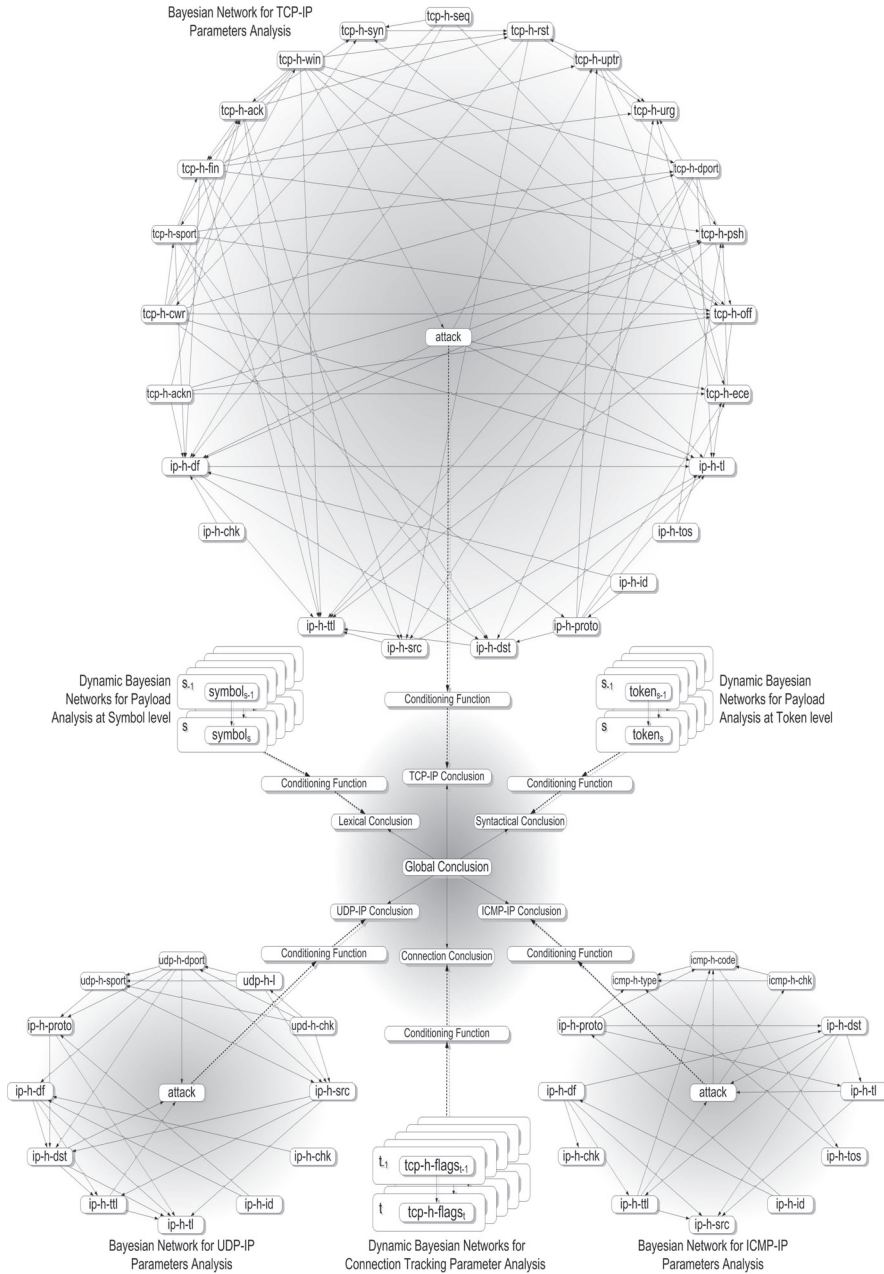 Bayesian Network for TCP-IP
Parameters Analysis
tcp-h-seq
tcp-h-syn
tcp-h-rst
tcp-h-win
tcp-h-uptr
tcp-h-ack
tcp-h-urg
tcp-h-fin
tcp-h-dport
tcp-h-sport
tcp-h-psh
tcp-h-cwr
tcp-h-off
attack
tcp-h-ackn
tcp-h-ece
ip-h-df
ip-h-tl
ip-h-chk
ip-h-tos
ip-h-id
ip-h-ttl
ip-h-proto
ip-h-src
ip-h-dst
Dynamic Bayesian
Networks for Payload
Analysis at Symbol level
s-1
symbols-1
s
symbols
Conditioning Function
s-1
tokens-1
s
tokens
Dynamic Bayesian
Networks for Payload
Analysis at Token level
TCP-IP Conclusion
Conditioning Function
Conditioning Function
Lexical Conclusion
Syntactical Conclusion
Global Conclusion
UDP-IP Conclusion
ICMP-IP Conclusion
Conditioning Function
Connection Conclusion
Conditioning Function
udp-h-dport
udp-h-sport
udp-h-l
ip-h-proto
upd-h-chk
ip-h-df
attack
ip-h-src
ip-h-dst
ip-h-chk
ip-h-ttl
ip-h-id
ip-h-tl
Bayesian Network for UDP-IP
Parameters Analysis
Conditioning Function
t-1
tcp-h-flagst-1
t
tcp-h-flagst
Dynamic Bayesian Networks for
Connection Tracking Parameter Analysis
icmp-h-code
icmp-h-type
icmp-h-chk
ip-h-proto
ip-h-dst
ip-h-df
attack
ip-h-tl
ip-h-chk
ip-h-tos
ip-h-ttl
ip-h-id
ip-h-src
Bayesian Network for ICMP-IP
Parameters Analysis